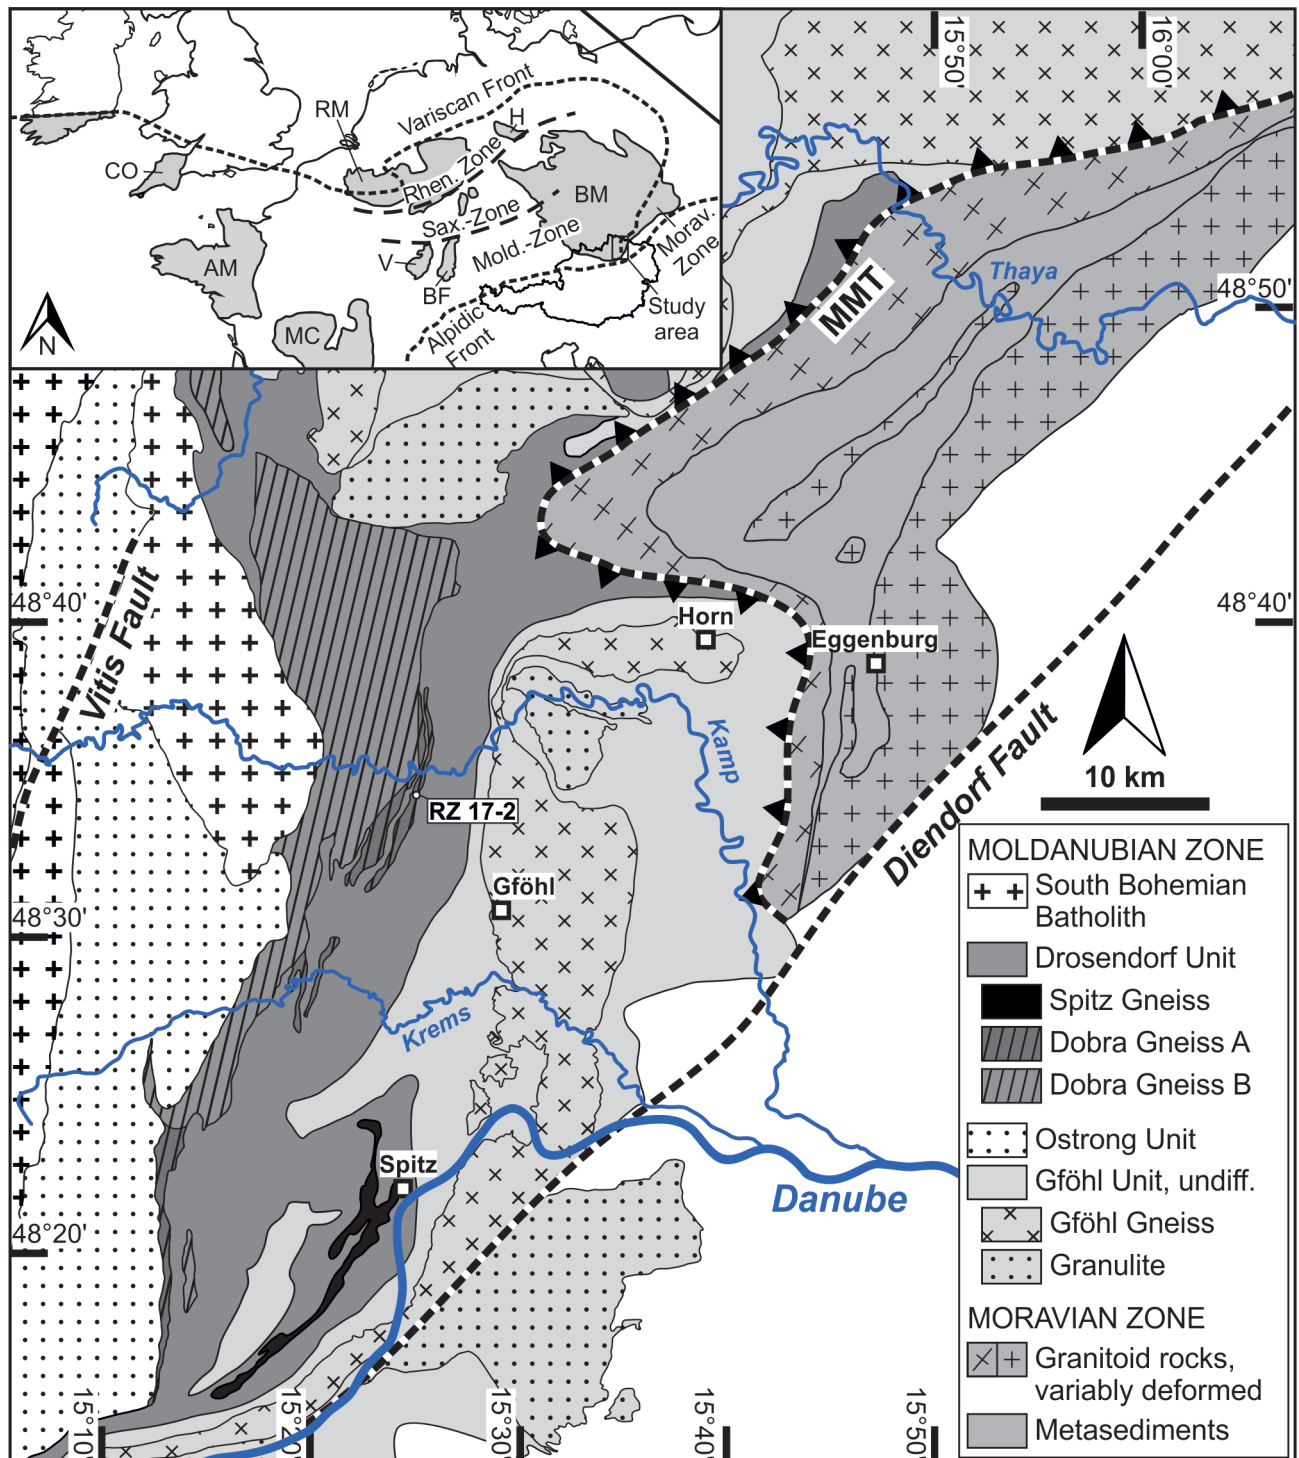 RM
Variscan Front
H
CO
Rhen. Zone
BM
Sax.-Zone
AM
V
Mold.-Zone
Morav.
Zone
BF
Study
area
MC
Alpidic
Front
N
15°50'
16°00'
Thaya
48°50'
MMT
48°40'
Vitis Fault
Horn
Eggenburg
48°40'
Kamp
10 km
RZ 17-2
Diendorf Fault
Gföhl
48°30'
Krems
Spitz
Danube
48°20'
15°10'
15°20'
15°30'
15°40'
15°50'
MOLDANUBIAN ZONE
South Bohemian
Batholith
Drosendorf Unit
Spitz Gneiss
Dobra Gneiss A
Dobra Gneiss B
Ostrong Unit
Gföhl Unit, undiff.
Gföhl Gneiss
Granulite
MORAVIAN ZONE
Granitoid rocks,
variably deformed
Metasediments